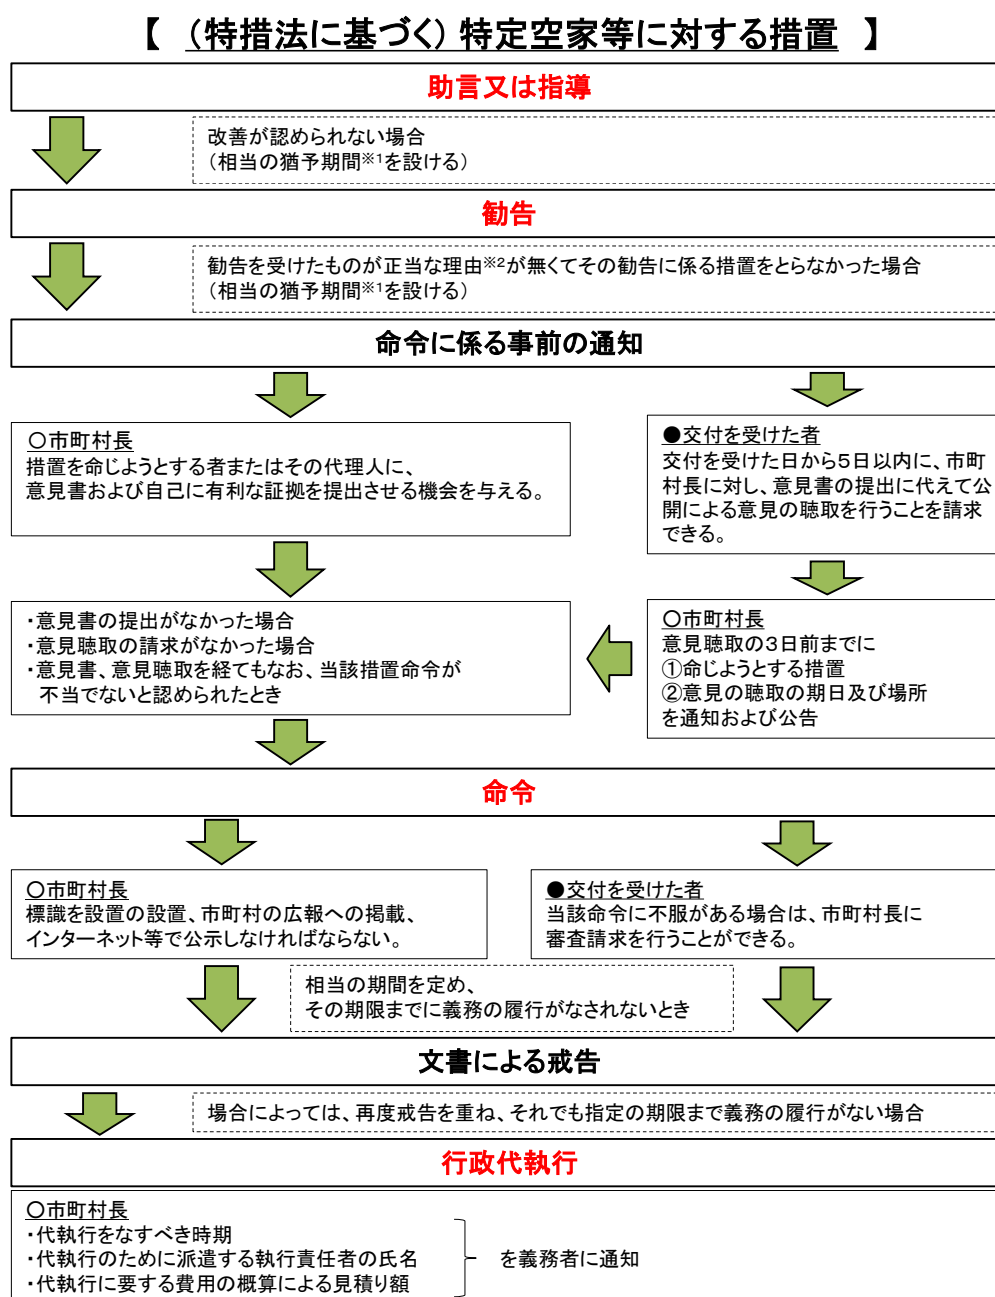 【 (特措法に基づく) 特定空家等に対する措置 】
助言又は指導
改善が認められない場合
（相当の猶予期間※1を設ける）
勧告
勧告を受けたものが正当な理由※2が無くてその勧告に係る措置をとらなかった場合
（相当の猶予期間※1を設ける）
命令に係る事前の通知
○市町村長
措置を命じようとする者またはその代理人に、
意見書および自己に有利な証拠を提出させる機会を与える。
●交付を受けた者
交付を受けた日から5日以内に、市町
村長に対し、意見書の提出に代えて公
開による意見の聴取を行うことを請求
できる。
・意見書の提出がなかった場合
・意見聴取の請求がなかった場合
・意見書、意見聴取を経てもなお、当該措置命令が
不当でないと認められたとき
○市町村長
意見聴取の3日前までに
①命じようとする措置
②意見の聴取の期日及び場所
を通知および公告
命令
○市町村長
標識を設置の設置、市町村の広報への掲載、
インターネット等で公示しなければならない。
●交付を受けた者
当該命令に不服がある場合は、市町村長に
審査請求を行うことができる。
相当の期間を定め、
その期限までに義務の履行がなされないとき
文書による戒告
場合によっては、再度戒告を重ね、それでも指定の期限まで義務の履行がない場合
行政代執行
○市町村長
・代執行をなすべき時期
・代執行のために派遣する執行責任者の氏名
・代執行に要する費用の概算による見積り額
を義務者に通知